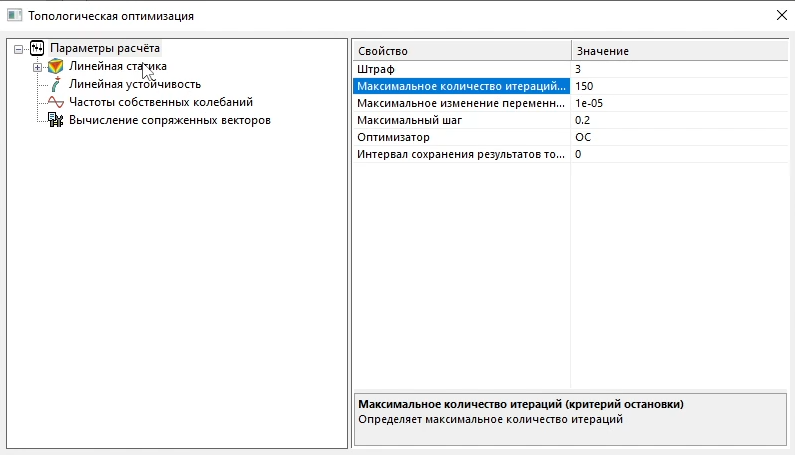 Топологическая оптимизация
Параметры расчёта
Линейная статика
Линейная устойчивость
Частоты собственных колебаний
Вычисление сопряженных векторов
Свойство Значение
Штраф 3
Максимальное количество итераций... 150
Максимальное изменение переменн... 1e-05
Максимальный шаг 0.2
Оптимизатор ОС
Интервал сохранения результатов то... 0
Максимальное количество итераций (критерий остановки)
Определяет максимальное количество итераций